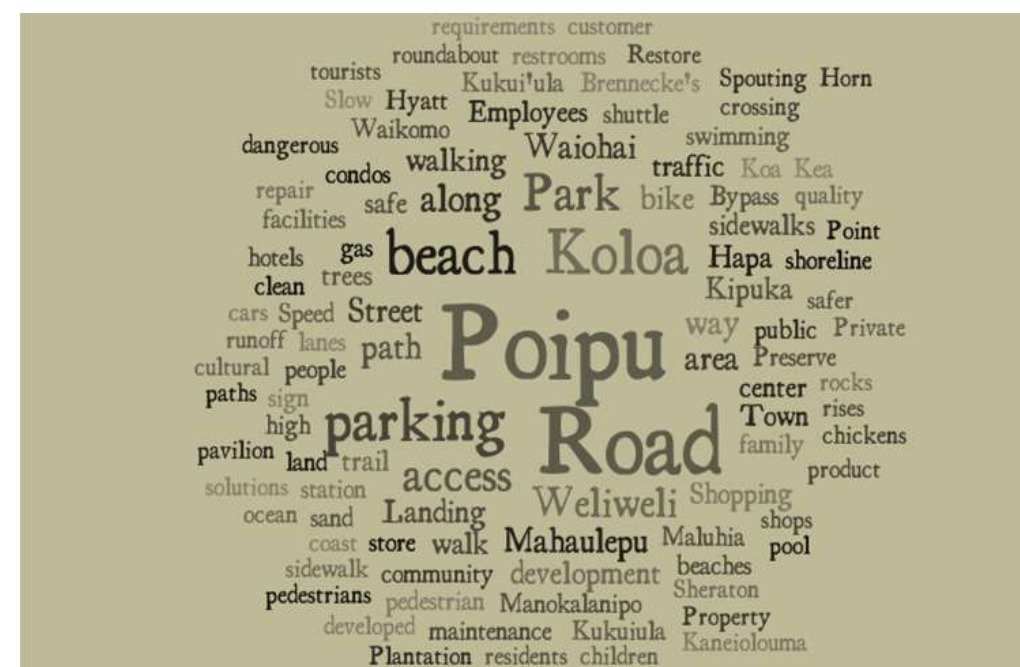 requirements customer
roundabout restrooms Restore
tourists Kukui'ula Brennecke's Spouting Horn
Slow Hyatt Employees shuttle crossing
Waikomo swimming
dangerous walking Waiohai traffic Koa Kea
condos
repair safe along Park bike Bypass quality
facilities sidewalks Point
hotels gas beach Koloa Hapa shoreline
clean trees Kipuka safer
cars Speed Street way public Private
runoff lanes path Poipu area Preserve
cultural people
paths sign center rocks
high parking Road Town rises
family chickens
pavilion land trail product
solutions station access Weliweli Shopping
ocean sand Landing shops
coast store walk Mahaulepu Maluhia pool
sidewalk community development beaches
pedestrians pedestrian Manokalanipo Sheraton
developed maintenance Kukuiula Property
Kaneiolouma
Plantation residents children